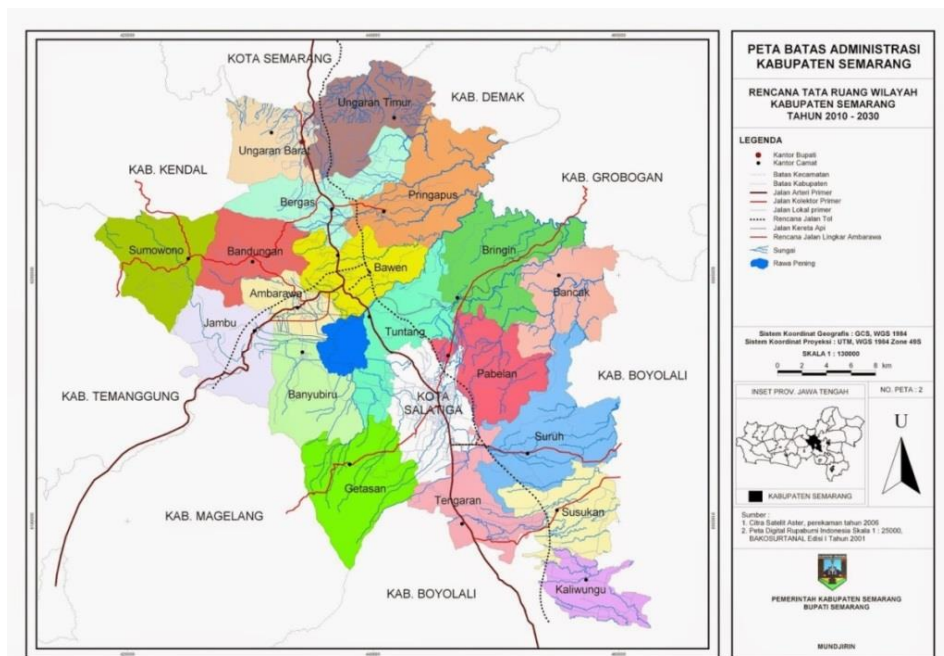 KOTA SEMARANG
KAB. DEMAK
Ungaran Timur
Ungaran Barat
KAB. KENDAL
KAB. GROBOGAN
Pringapus
Bergas
Sumowono
Bandungan
Bringin
Bawen
Bancak
Ambarawa
Jambu
Tuntang
KAB. TEMANGGUNG
Banyubiru
Pabelan
KAB. BOYOLALI
KOTA
SALATIGA
Suruh
Getasan
Tengaran
Susukan
KAB. MAGELANG
KAB. BOYOLALI
Kaliwungu
PETA BATAS ADMINISTRASI
KABUPATEN SEMARANG
RENCANA TATA RUANG WILAYAH
KABUPATEN SEMARANG
TAHUN 2010 - 2030
LEGENDA
Kantor Bupati
Kantor Camat
Batas Kecamatan
Batas Kabupaten
Jalan Arteri Primer
Jalan Kolektor Primer
Jalan Lokal primer
Rencana Jalan Tol
Jalan Kereta Api
Rencana Jalan Lingkar Ambarawa
Sungai
Rawa Pening
Sistem Koordinat Geografis : GCS, WGS 1984
Sistem Koordinat Proyeksi : UTM, WGS 1984 Zone 49S
SKALA 1 : 130000
0 2 4 6 8
km
INSET PROV. JAWA TENGAH
NO. PETA : 2
U
KABUPATEN SEMARANG
Sumber :
1. Citra Satelit Aster, perekaman tahun 2006
2. Peta Digital Rupabumi Indonesia Skala 1 : 25000,
BAKOSURTANAL Edisi I Tahun 2001
PEMERINTAH KABUPATEN SEMARANG
BUPATI SEMARANG
MUNDJIRIN